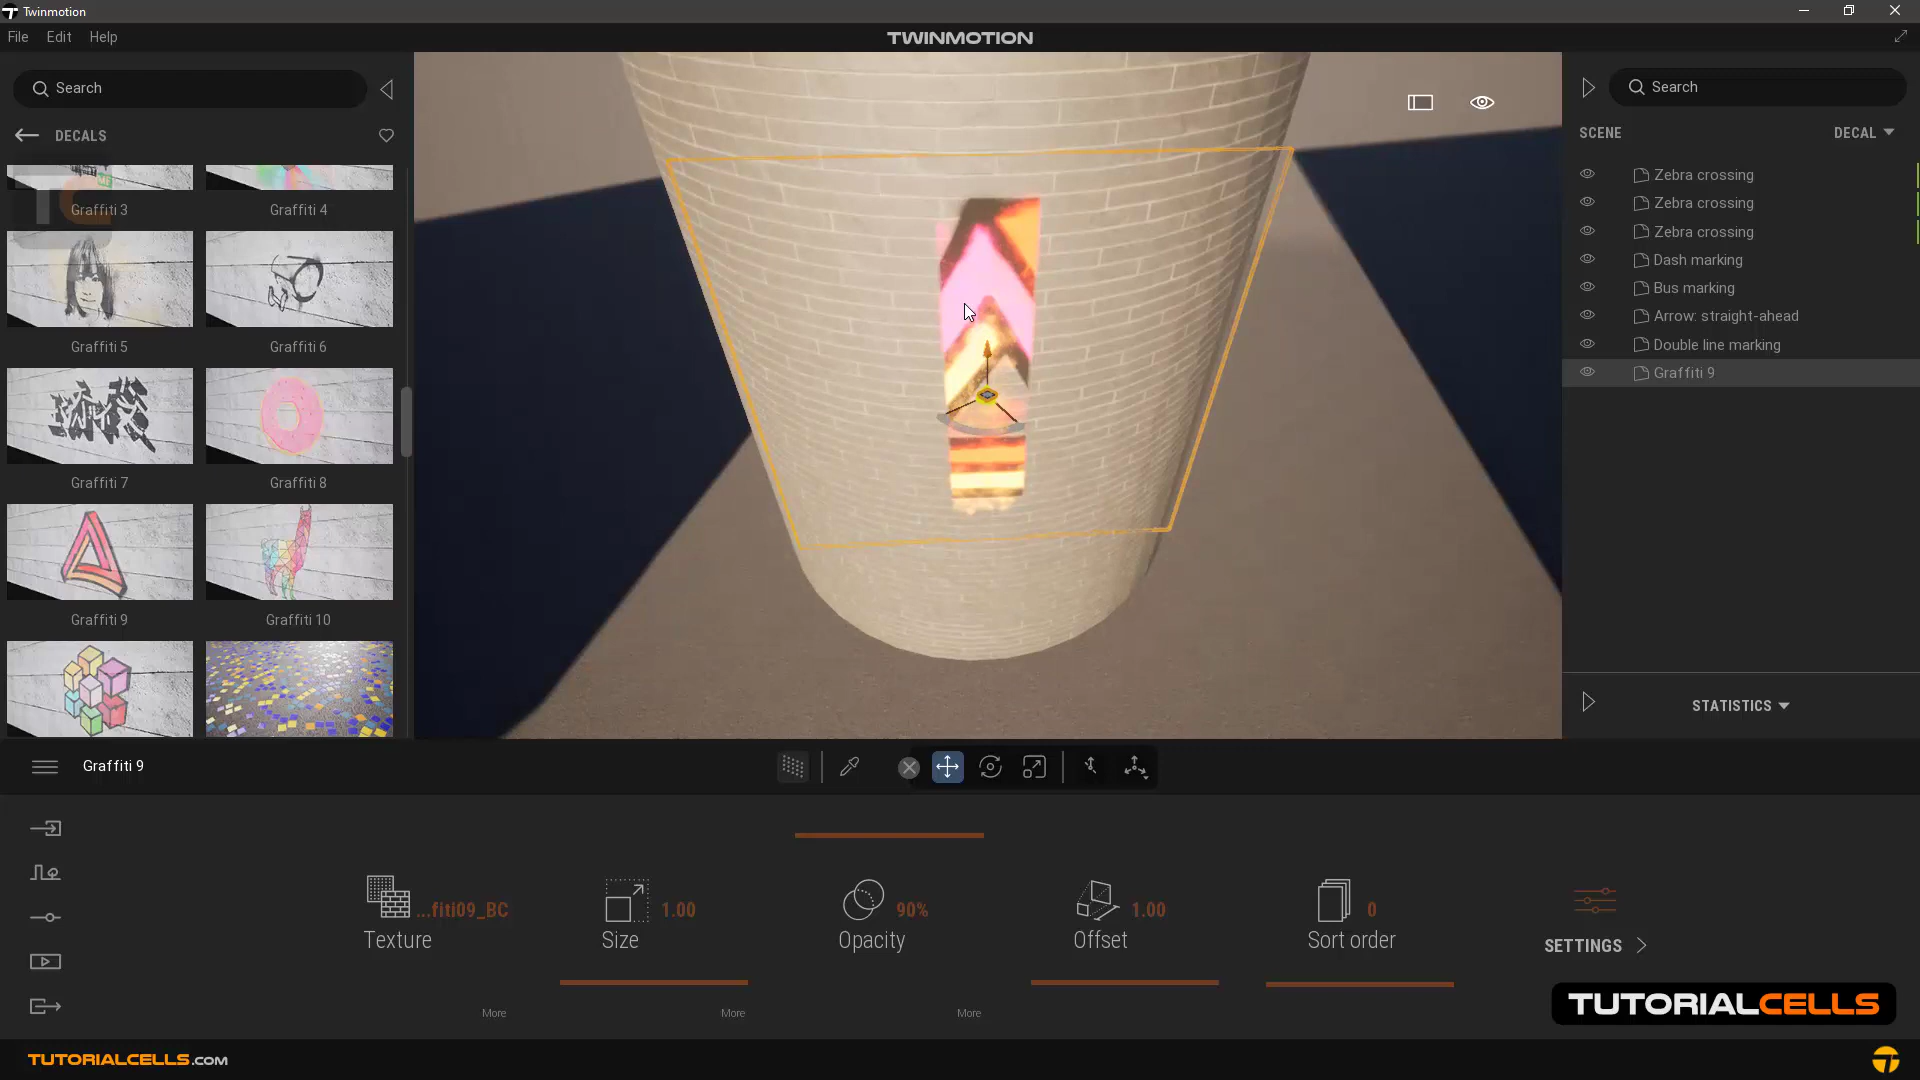 Twinmotion
File Edit Help
TWINMOTION
Search
DECALS
Graffiti 3 Graffiti 4
Graffiti 5 Graffiti 6
Graffiti 7 Graffiti 8
Graffiti 9 Graffiti 10
TC
Search
SCENE DECAL
Zebra crossing
Zebra crossing
Zebra crossing
Dash marking
Bus marking
Arrow: straight-ahead
Double line marking
Graffiti 9
STATISTICS
Graffiti 9
...fiti09_BC
Texture
More
1.00
Size
More
90%
Opacity
More
1.00
Offset
0
Sort order
SETTINGS
TUTORIALCELLS
TUTORIALCELLS.COM